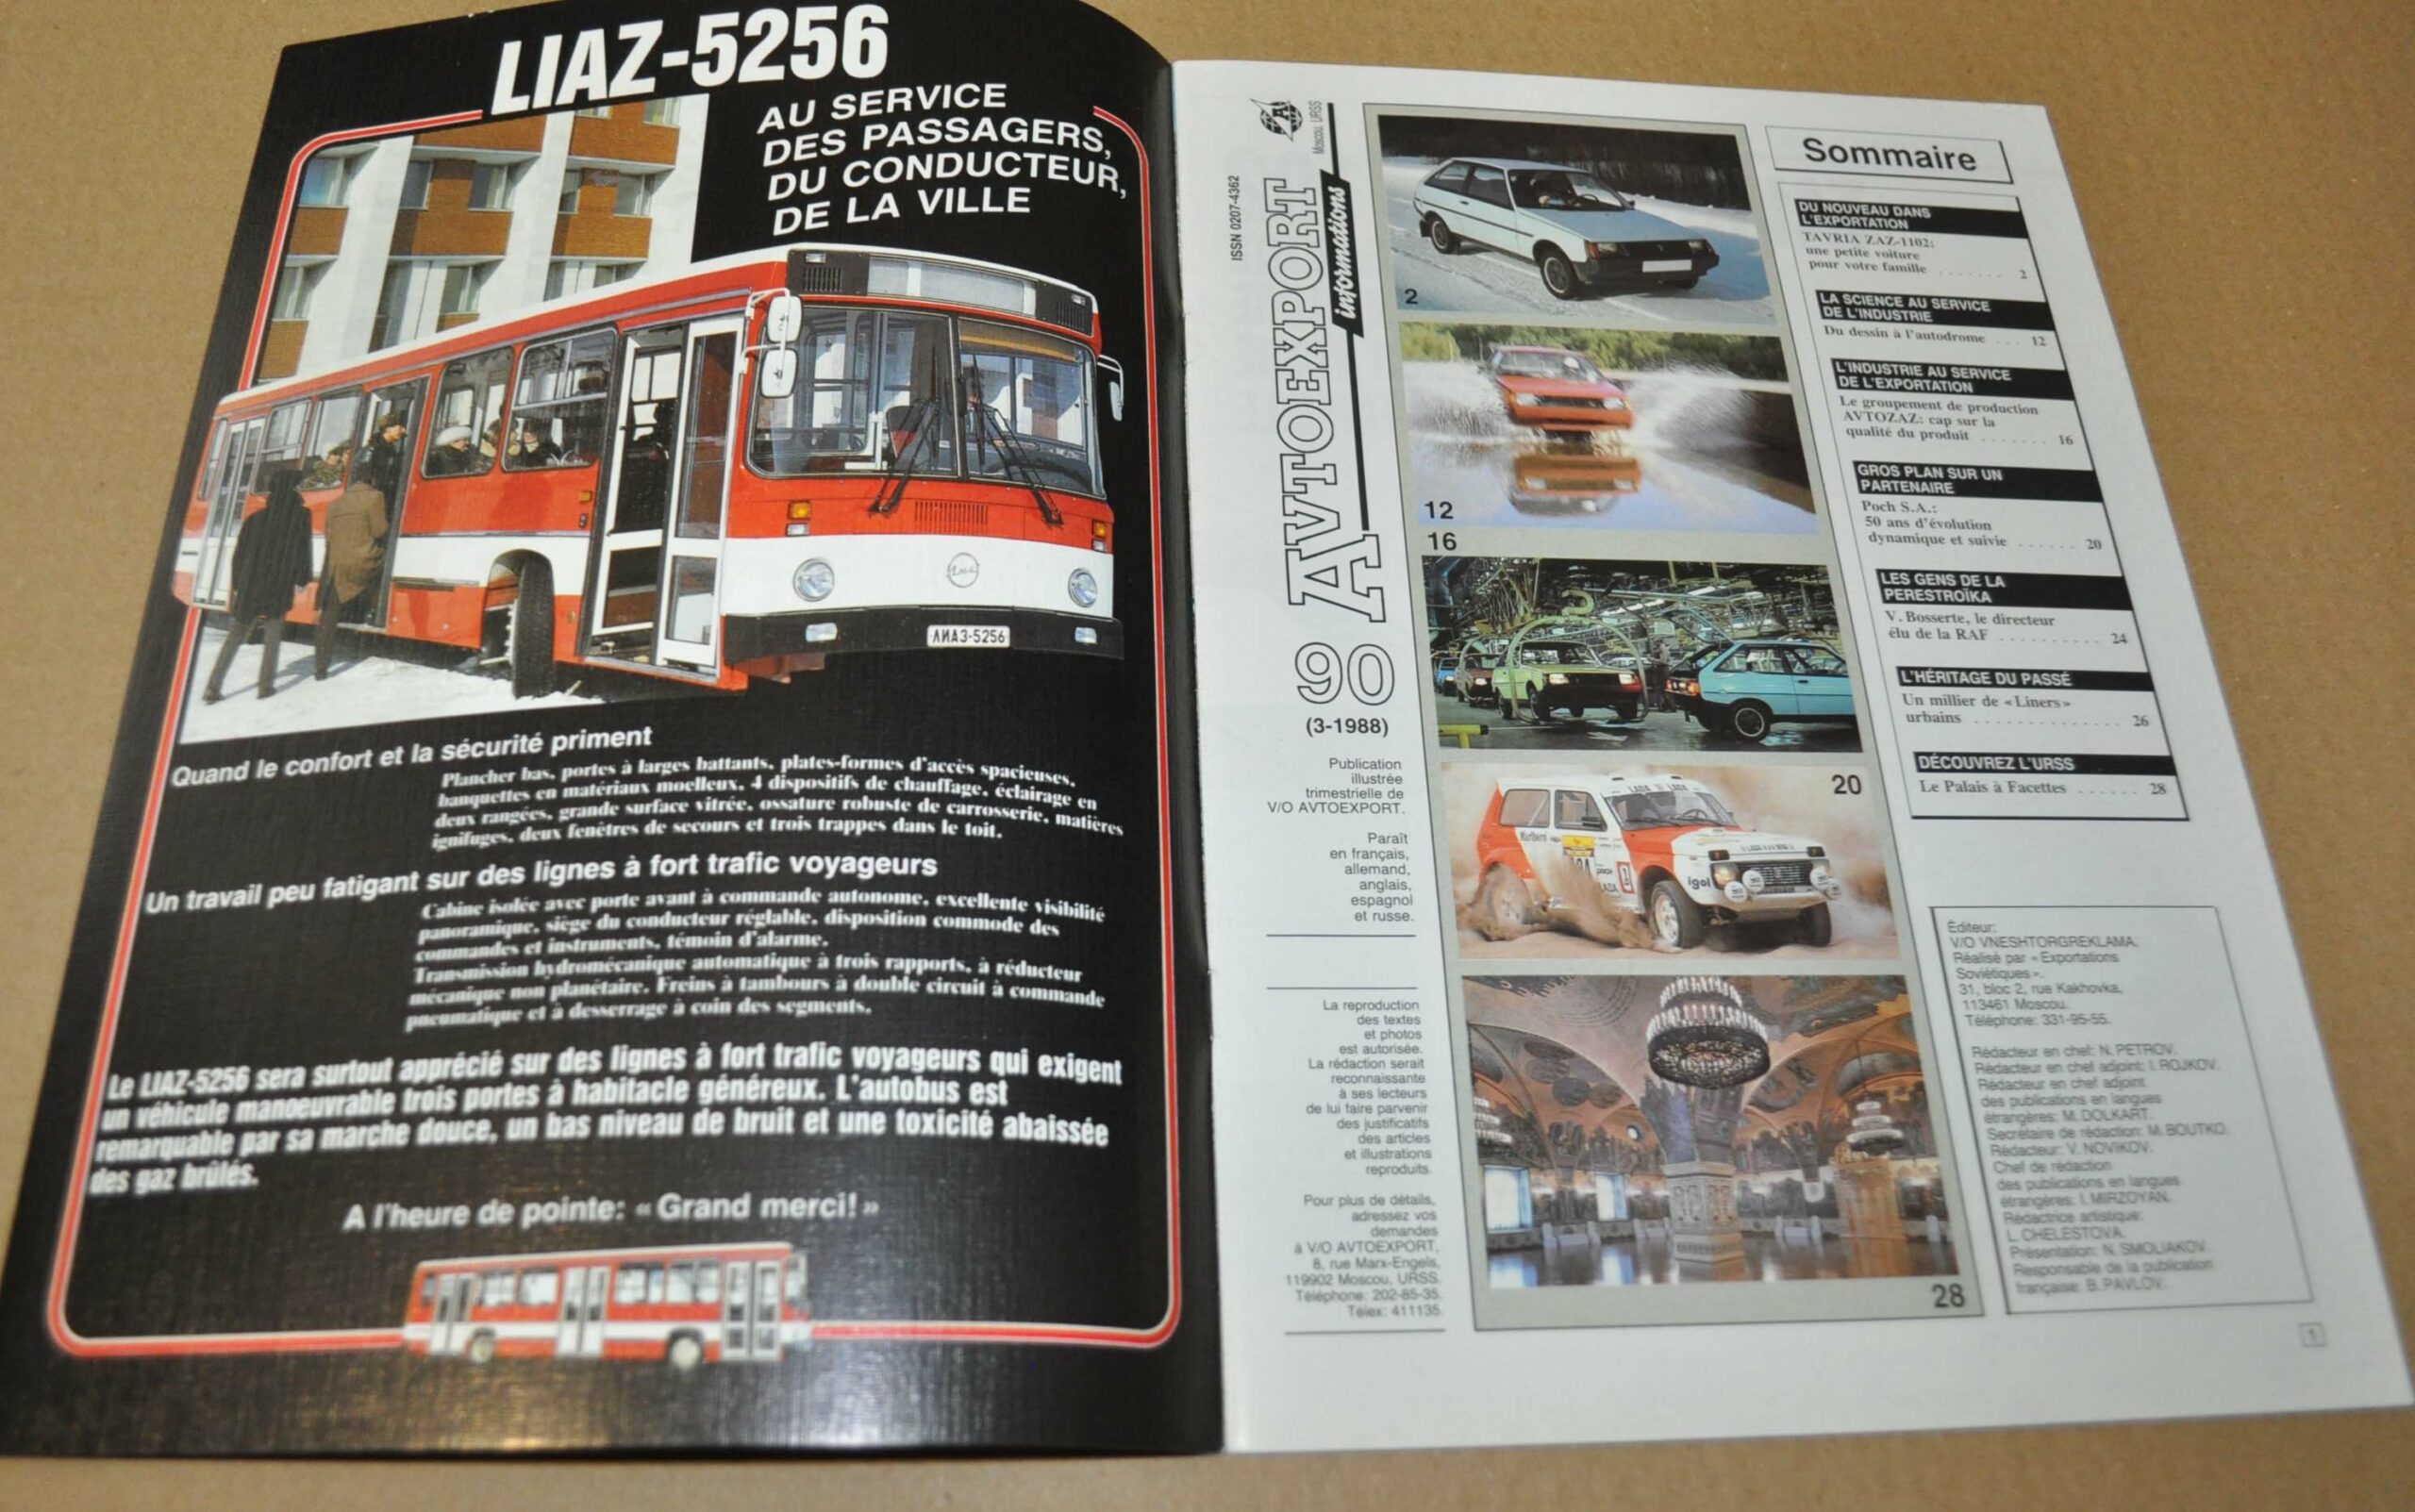 LIAZ-5256
AU SERVICE
DES PASSAGERS,
DU CONDUCTEUR,
DE LA VILLE
ЛИАЗ-5256
Quand le confort et la sécurité priment
Plancher bas, portes à larges battants, plates-formes d'accès spacieuses,
banquettes en matériaux moelleux, 4 dispositifs de chauffage, éclairage en
deux rangées, grande surface vitrée, ossature robuste de carrosserie, matières
ignifuges, deux fenêtres de secours et trois trappes dans le toit.
Un travail peu fatigant sur des lignes à fort trafic voyageurs
Cabine isolée avec porte avant à commande autonome, excellente visibilité
panoramique, siège du conducteur réglable, disposition commode des
commandes et instruments, témoin d'alarme.
Transmission hydromécanique automatique à trois rapports, à réducteur
mécanique non planétaire. Freins à tambours à double circuit à commande
pneumatique et à desserrage à coin des segments.
Le LIAZ-5256 sera surtout apprécié sur des lignes à fort trafic voyageurs qui exigent
un véhicule manoeuvrable trois portes à habitacle généreux. L'autobus est
remarquable par sa marche douce, un bas niveau de bruit et une toxicité abaissée
des gaz brûlés.
A l'heure de pointe: « Grand merci! »
ISSN 0207-4362
Moscou, URSS
AVTOEXPORT
informations
90
(3-1988)
Publication
illustrée
trimestrielle de
V/O AVTOEXPORT.
Paraît
en français,
allemand,
anglais,
espagnol
et russe.
La reproduction
des textes
et photos
est autorisée.
La rédaction serait
reconnaissante
à ses lecteurs
de lui faire parvenir
des justificatifs
des articles
et illustrations
reproduits.
Pour plus de détails,
adressez vos
demandes
à V/O AVTOEXPORT,
8, rue Marx-Engels,
119902 Moscou, URSS.
Téléphone: 202-85-35.
Télex: 411135.
2
12
16
20
LADA LADA
Marlboro
igol
28
Sommaire
DU NOUVEAU DANS
L'EXPORTATION
TAVRIA ZAZ-1102:
une petite voiture
pour votre famille . . . . . . . 2
LA SCIENCE AU SERVICE
DE L'INDUSTRIE
Du dessin à l'autodrome . . . 12
L'INDUSTRIE AU SERVICE
DE L'EXPORTATION
Le groupement de production
AVTOZAZ: cap sur la
qualité du produit . . . . . . . 16
GROS PLAN SUR UN
PARTENAIRE
Poch S.A.:
50 ans d'évolution
dynamique et suivie . . . . . . 20
LES GENS DE LA
PERESTROÏKA
V. Bosserte, le directeur
élu de la RAF . . . . . . . . . . 24
L'HÉRITAGE DU PASSÉ
Un millier de «Liners»
urbains . . . . . . . . . . . . . . 26
DÉCOUVREZ L'URSS
Le Palais à Facettes . . . . . . 28
Éditeur:
V/O VNESHTORGREKLAMA.
Réalisé par « Exportations
Soviétiques ».
31, bloc 2, rue Kakhovka,
113461 Moscou.
Téléphone: 331-95-55.
Rédacteur en chef: N. PETROV.
Rédacteur en chef adjoint: I. ROJKOV.
Rédacteur en chef adjoint
des publications en langues
étrangères: M. DOLKART.
Secrétaire de rédaction: M. BOUTKO.
Rédacteur: V. NOVIKOV.
Chef de rédaction
des publications en langues
étrangères: I. MIRZOYAN.
Rédactrice artistique:
L. CHELESTOVA.
Présentation: N. SMOLIAKOV.
Responsable de la publication
française: B. PAVLOV.
1